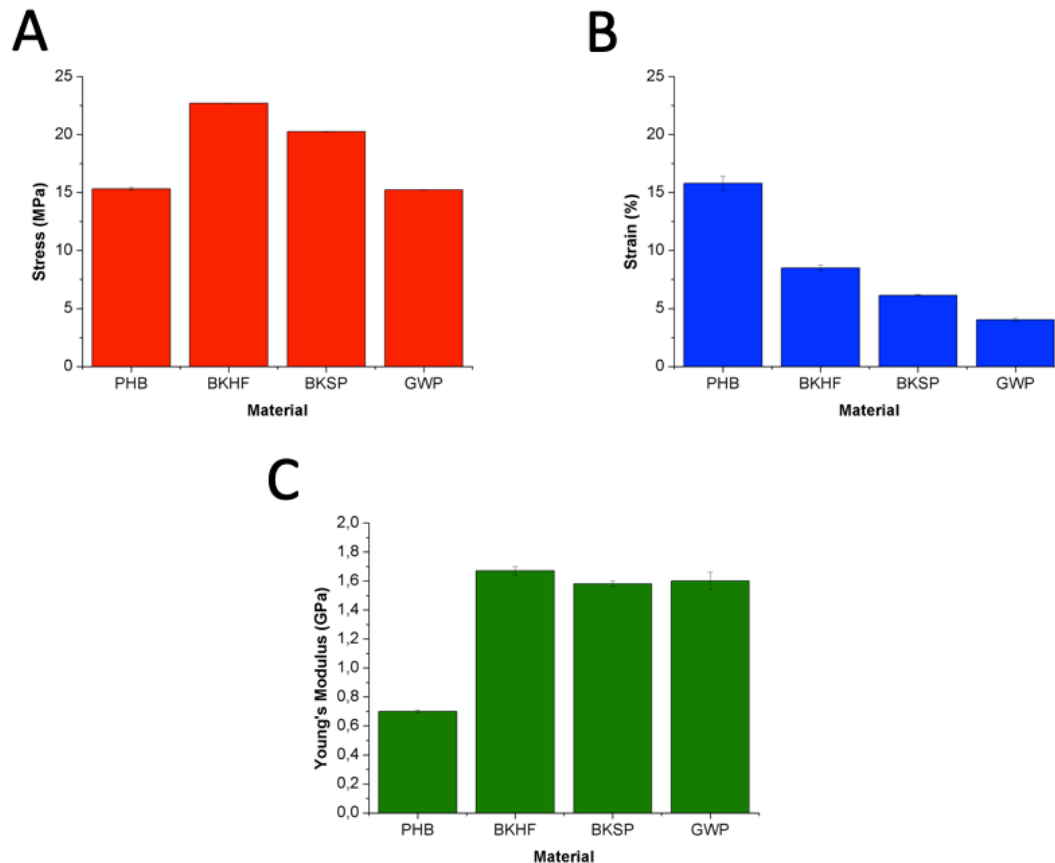 A
B
25
20
15
10
5
0
Stress (MPa)
PHB BKHF BKSP GWP
Material
25
20
15
10
5
0
Strain (%)
PHB BKHF BKSP GWP
Material
C
2,0
1,8
1,6
1,4
1,2
1,0
0,8
0,6
0,4
0,2
0,0
Young's Modulus (GPa)
PHB BKHF BKSP GWP
Material